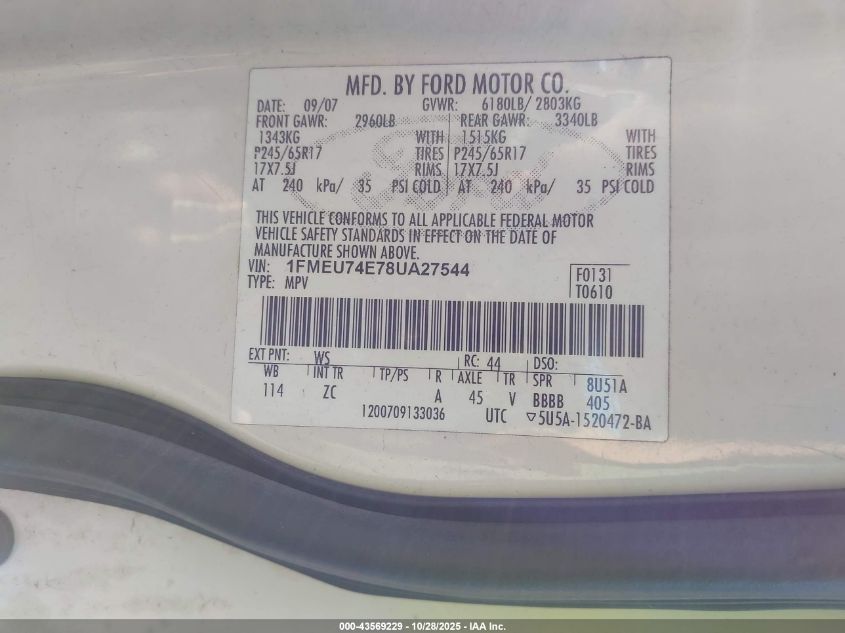 MFD. BY FORD MOTOR CO.
DATE: 09/07 GVWR: 6180LB/ 2803KG
FRONT GAWR: 2960LB REAR GAWR: 3340LB
1343KG WITH 1515KG WITH
P245/65R17 TIRES P245/65R17 TIRES
17X7.5J RIMS 17X7.5J RIMS
AT 240 kPa/ 35 PSI COLD AT 240 kPa/ 35 PSI COLD
THIS VEHICLE CONFORMS TO ALL APPLICABLE FEDERAL MOTOR
VEHICLE SAFETY STANDARDS IN EFFECT ON THE DATE OF
MANUFACTURE SHOWN ABOVE.
VIN: 1FMEU74E78UA27544 F0131
TYPE: MPV T0610
EXT PNT: WS RC: 44 DSO:
WB INT TR TP/PS R AXLE TR SPR 8U51A
114 ZC A 45 V BBBB 405
1200709133036 UTC ▽5U5A-1520472-BA
000-43569229 - 10/28/2025 - IAA Inc.